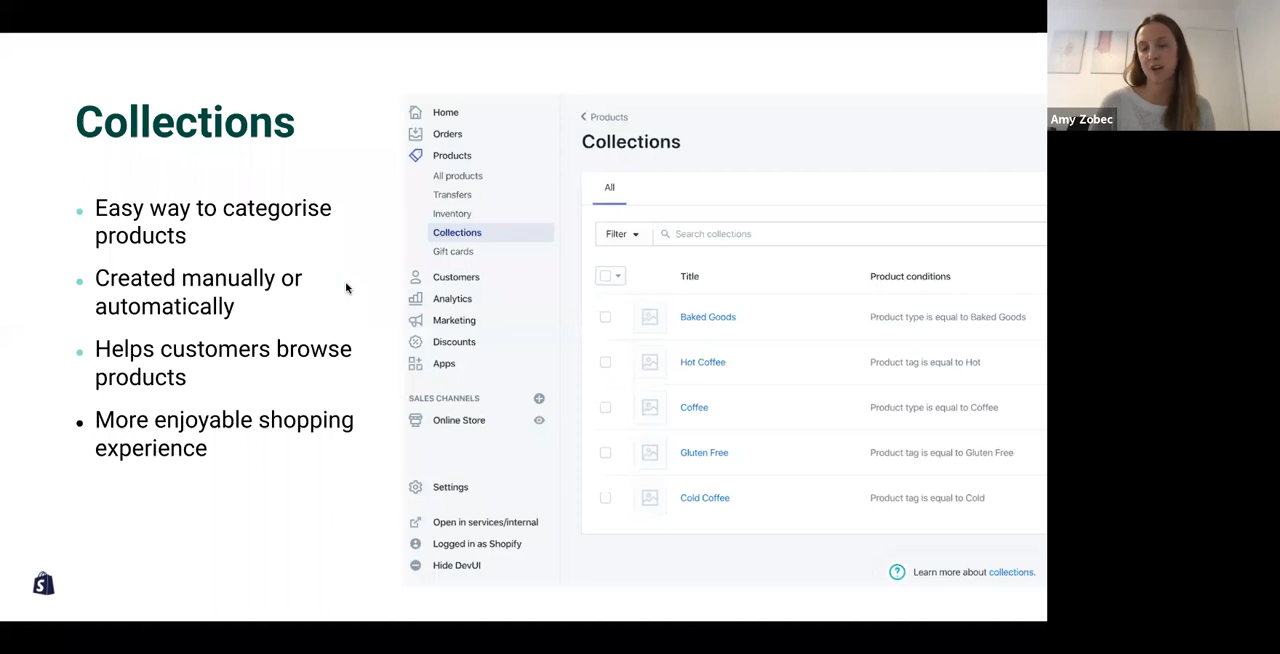 Collections
Easy way to categorise
products
Created manually or
automatically
Helps customers browse
products
More enjoyable shopping
experience
Home
Orders
Products
All products
Transfers
Inventory
Collections
Gift cards
Customers
Analytics
Marketing
Discounts
Apps
SALES CHANNELS
Online Store
Settings
Open in services/internal
Logged in as Shopify
Hide DevUI
Products
Collections
All
Filter
Search collections
Title Product conditions
Baked Goods Product type is equal to Baked Goods
Hot Coffee Product tag is equal to Hot
Coffee Product type is equal to Coffee
Gluten Free Product tag is equal to Gluten Free
Cold Coffee Product tag is equal to Cold
? Learn more about collections.
Amy Zobec